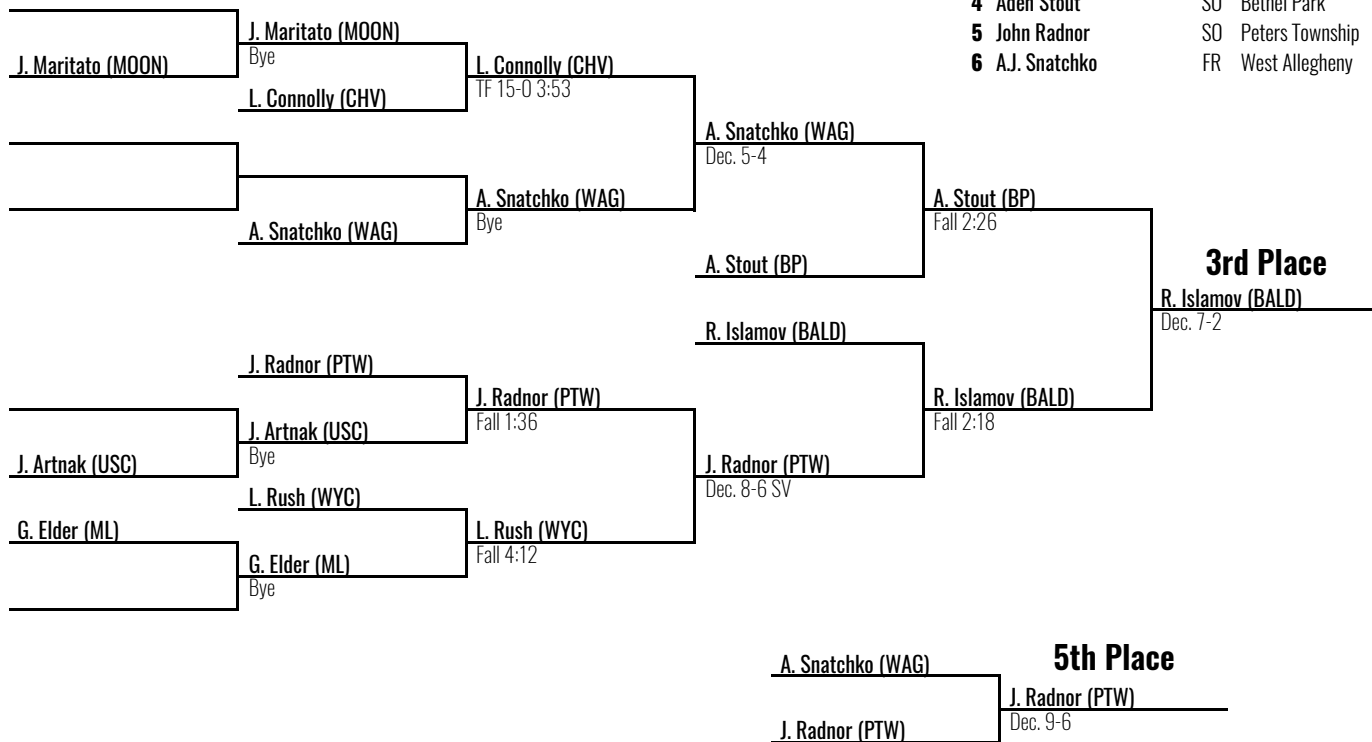 4 Aden Stout SO Bethel Park
5 John Radnor SO Peters Township
6 A.J. Snatchko FR West Allegheny
J. Maritato (MOON)
J. Maritato (MOON)
Bye
L. Connolly (CHV)
L. Connolly (CHV)
TF 15-0 3:53
A. Snatchko (WAG)
A. Snatchko (WAG)
Bye
A. Snatchko (WAG)
Dec. 5-4
A. Stout (BP)
A. Stout (BP)
Fall 2:26
3rd Place
R. Islamov (BALD)
Dec. 7-2
R. Islamov (BALD)
R. Islamov (BALD)
Fall 2:18
J. Radnor (PTW)
J. Radnor (PTW)
Fall 1:36
J. Artnak (USC)
J. Artnak (USC)
Bye
J. Radnor (PTW)
Dec. 8-6 SV
L. Rush (WYC)
L. Rush (WYC)
Fall 4:12
G. Elder (ML)
G. Elder (ML)
Bye
5th Place
A. Snatchko (WAG)
J. Radnor (PTW)
J. Radnor (PTW)
Dec. 9-6